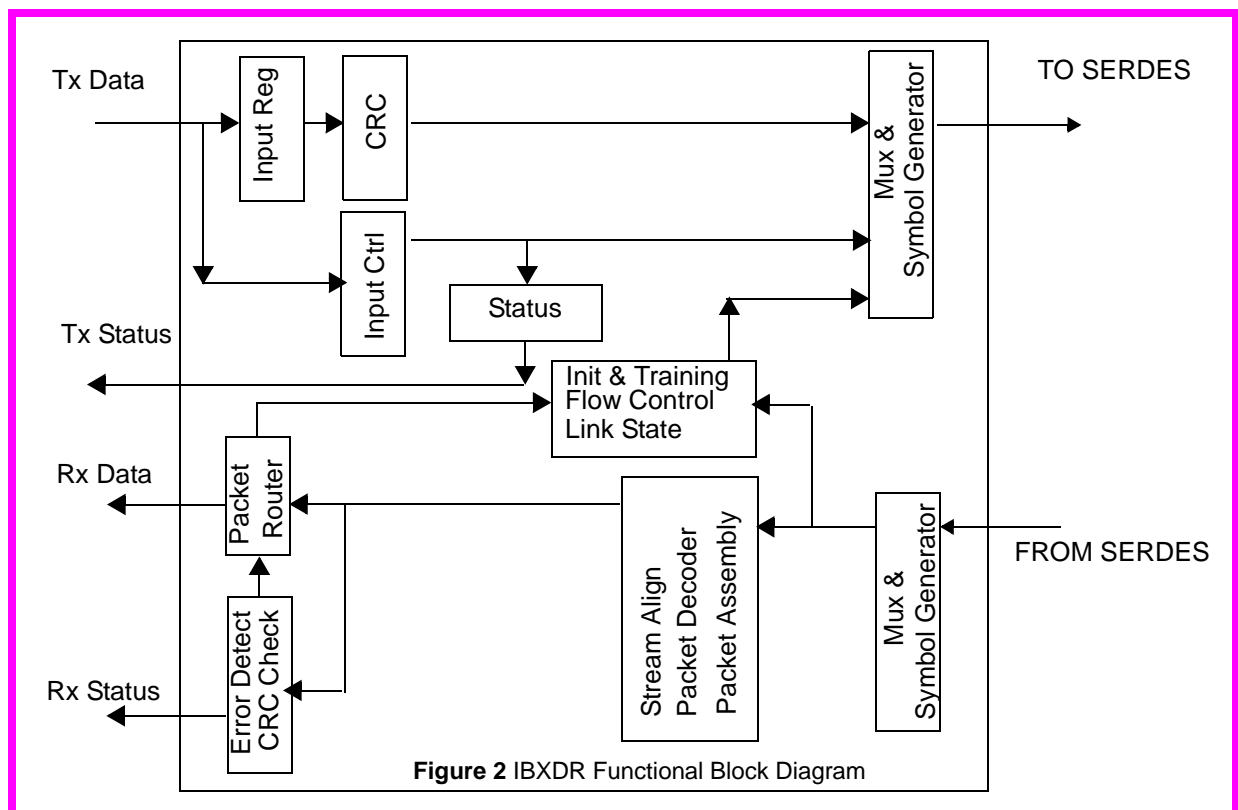 Tx Data
Input Reg
CRC
Mux &
Symbol Generator
TO SERDES
Input Ctrl
Status
Tx Status
Init & Training
Flow Control
Link State
Rx Data
Packet
Router
Stream Align
Packet Decoder
Packet Assembly
Mux &
Symbol Generator
FROM SERDES
Rx Status
Error Detect
CRC Check
Figure 2 IBXDR Functional Block Diagram